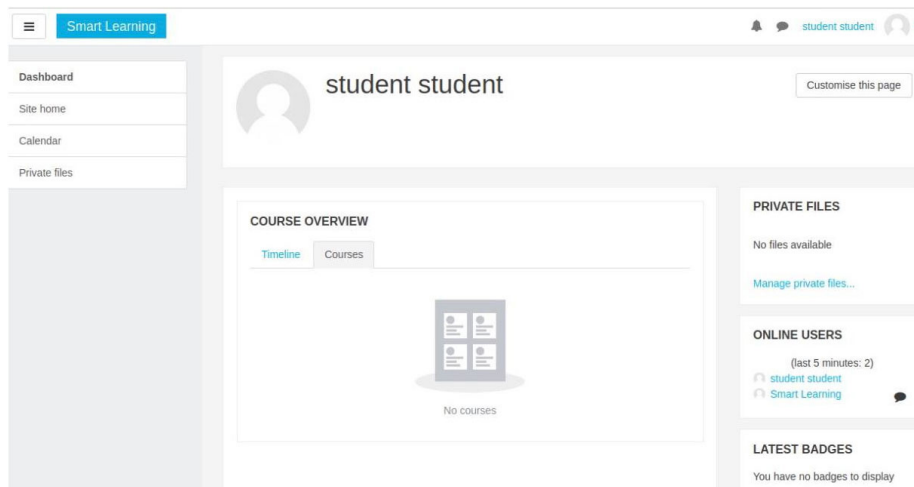 Smart Learning
student student
Dashboard
Site home
Calendar
Private files
student student
Customise this page
COURSE OVERVIEW
Timeline
Courses
No courses
PRIVATE FILES
No files available
Manage private files...
ONLINE USERS
(last 5 minutes: 2)
student student
Smart Learning
LATEST BADGES
You have no badges to display